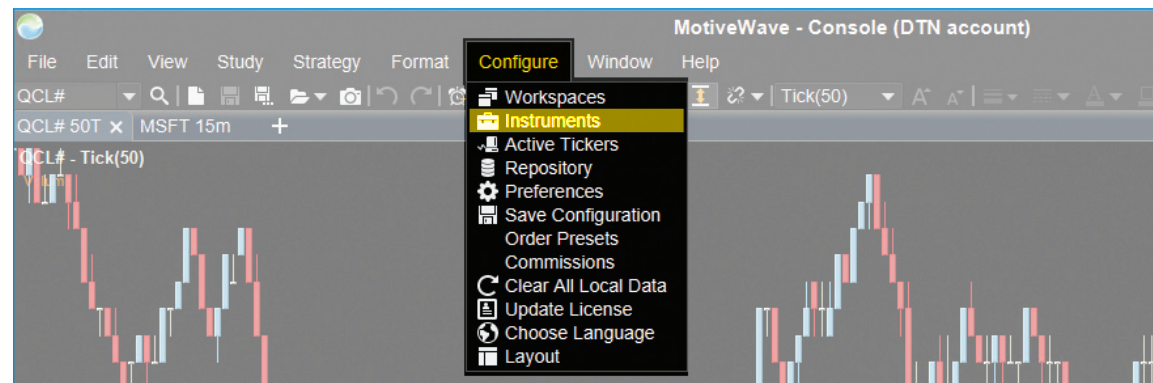 MotiveWave - Console (DTN account)
File Edit View Study Strategy Format Configure Window Help
QCL# Tick(50)
QCL# 50T MSFT 15m +
QCL# - Tick(50)
Workspaces
Instruments
Active Tickers
Repository
Preferences
Save Configuration
Order Presets
Commissions
Clear All Local Data
Update License
Choose Language
Layout